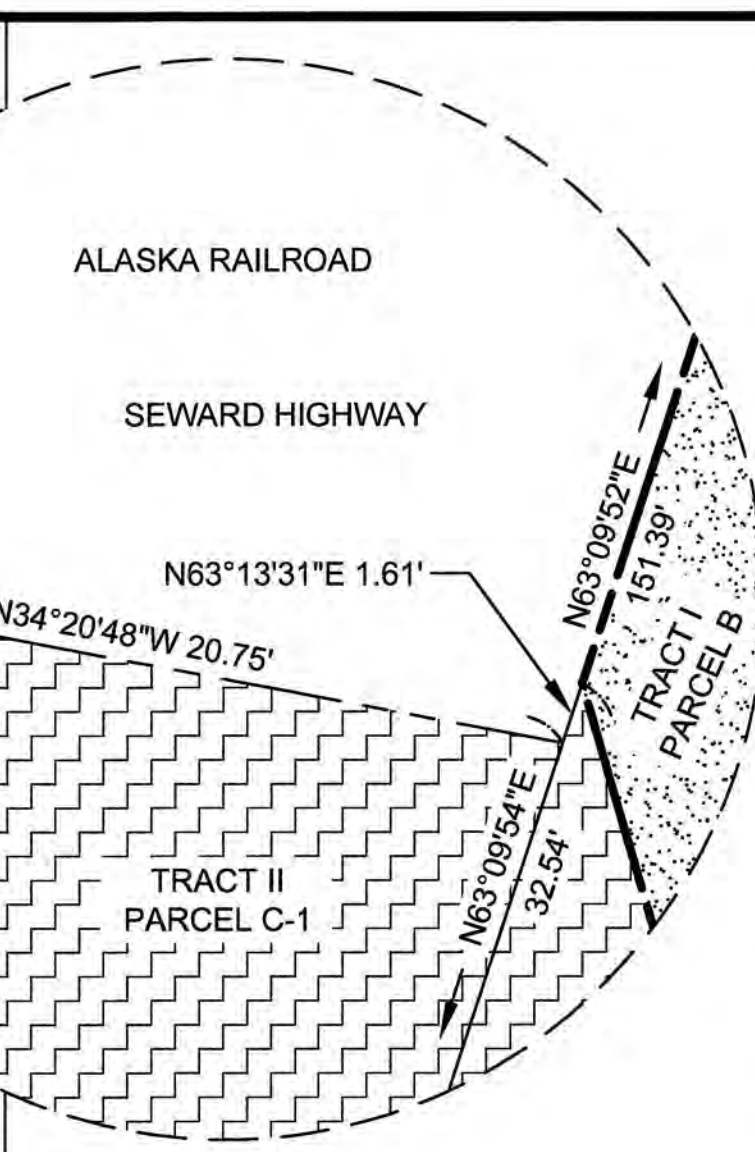 ALASKA RAILROAD
SEWARD HIGHWAY
N63°09'52"E
151.39'
N63°13'31"E 1.61'
N34°20'48"W 20.75'
TRACT I
PARCEL B
N63°09'54"E
32.54'
TRACT II
PARCEL C-1